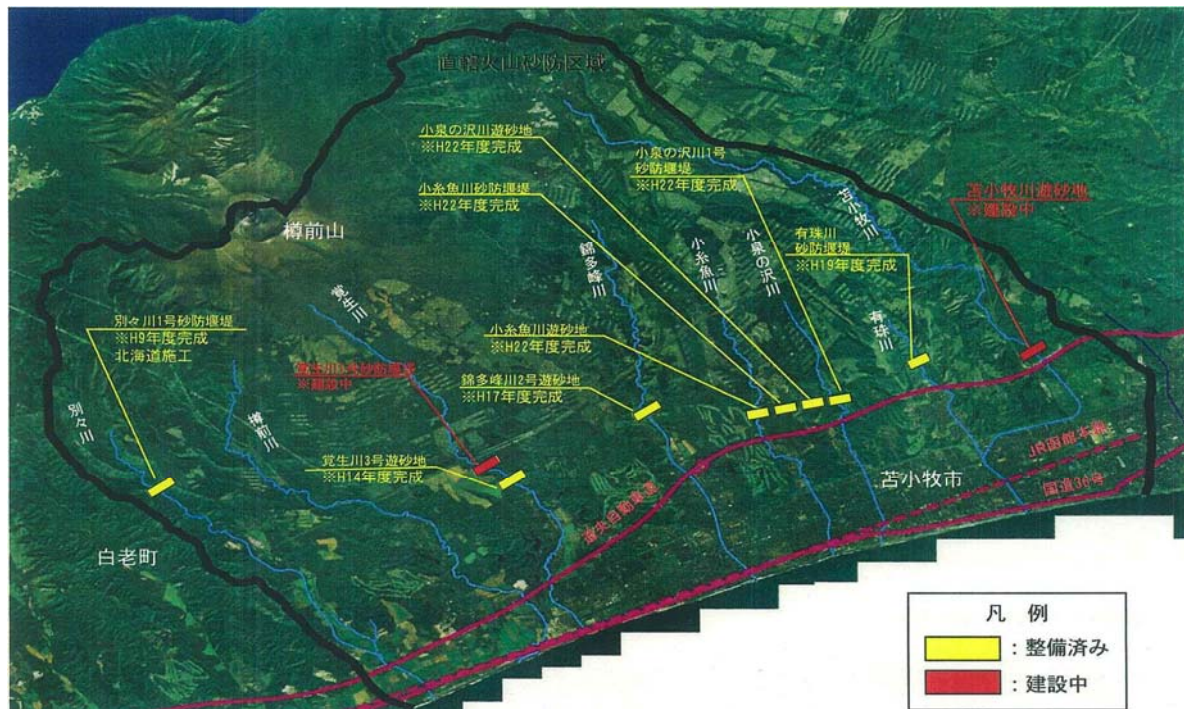 直轄火山砂防区域
小泉の沢川遊砂地
※H22年度完成
小糸魚川砂防堰堤
※H22年度完成
小泉の沢川1号
砂防堰堤
※H22年度完成
苫小牧川遊砂地
※建設中
苫小牧川
有珠川
砂防堰堤
※H19年度完成
樽前山
錦多峰川
小糸魚川
小泉の沢川
有珠川
覚生川
別々川1号砂防堰堤
※H9年度完成
北海道施工
小糸魚川遊砂地
※H22年度完成
※建設中
錦多峰川2号遊砂地
※H17年度完成
別々川
樽前川
覚生川3号遊砂地
※H14年度完成
道央自動車道
苫小牧市
JR函館本線
国道36号
白老町
凡 例
:整備済み
:建設中